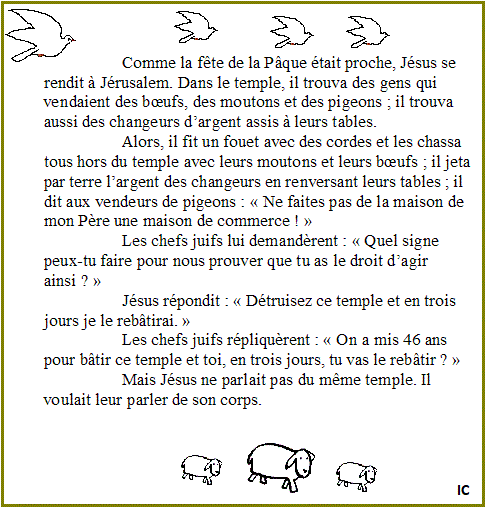 Comme la fête de la Pâque était proche, Jésus se
rendit à Jérusalem. Dans le temple, il trouva des gens qui
vendaient des bœufs, des moutons et des pigeons ; il trouva
aussi des changeurs d’argent assis à leurs tables.
Alors, il fit un fouet avec des cordes et les chassa
tous hors du temple avec leurs moutons et leurs bœufs ; il jeta
par terre l’argent des changeurs en renversant leurs tables ; il
dit aux vendeurs de pigeons : « Ne faites pas de la maison de
mon Père une maison de commerce ! »
Les chefs juifs lui demandèrent : « Quel signe
peux-tu faire pour nous prouver que tu as le droit d’agir
ainsi ? »
Jésus répondit : « Détruisez ce temple et en trois
jours je le rebâtirai. »
Les chefs juifs répliquèrent : « On a mis 46 ans
pour bâtir ce temple et toi, en trois jours, tu vas le rebâtir ? »
Mais Jésus ne parlait pas du même temple. Il
voulait leur parler de son corps.
IC